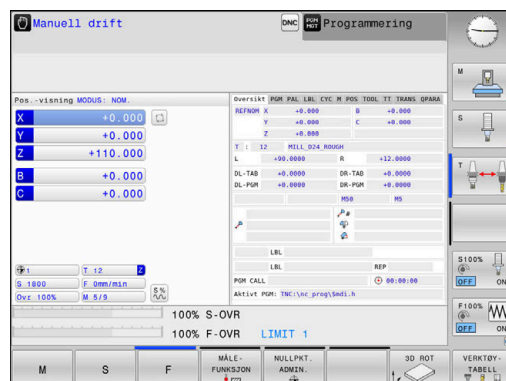 Manuell drift
DNC
PGM MGT
Programmering
Pos.-visning MODUS: NOM.
X +0.000
Y +0.000
Z +110.000
B +0.000
C +0.000
1 T 12 Z
S 1800 F 0mm/min
Ovr 100% M 5/9
S %
Oversikt PGM PAL LBL CYC M POS TOOL TT TRANS QPARA
REFNOM X +0.000 B +0.000
Y +0.000 C +0.000
Z +0.000
T : 12 MILL_D24_ROUGH
L +90.0000 R +12.0000
DL-TAB +0.0000 DR-TAB +0.0000
DL-PGM +0.0000 DR-PGM +0.0000
M50 M5
P#
LBL
LBL REP
PGM CALL 00:00:00
Aktivt PGM: TNC:\nc_prog\$mdi.h
100% S-OVR
100% F-OVR LIMIT 1
M
S
T
S100%
OFF ON
F100%
OFF ON
M
S
F
MÅLE-
FUNKSJON
NULLPKT.
ADMIN.
3D ROT
VERKTØY-
TABELL